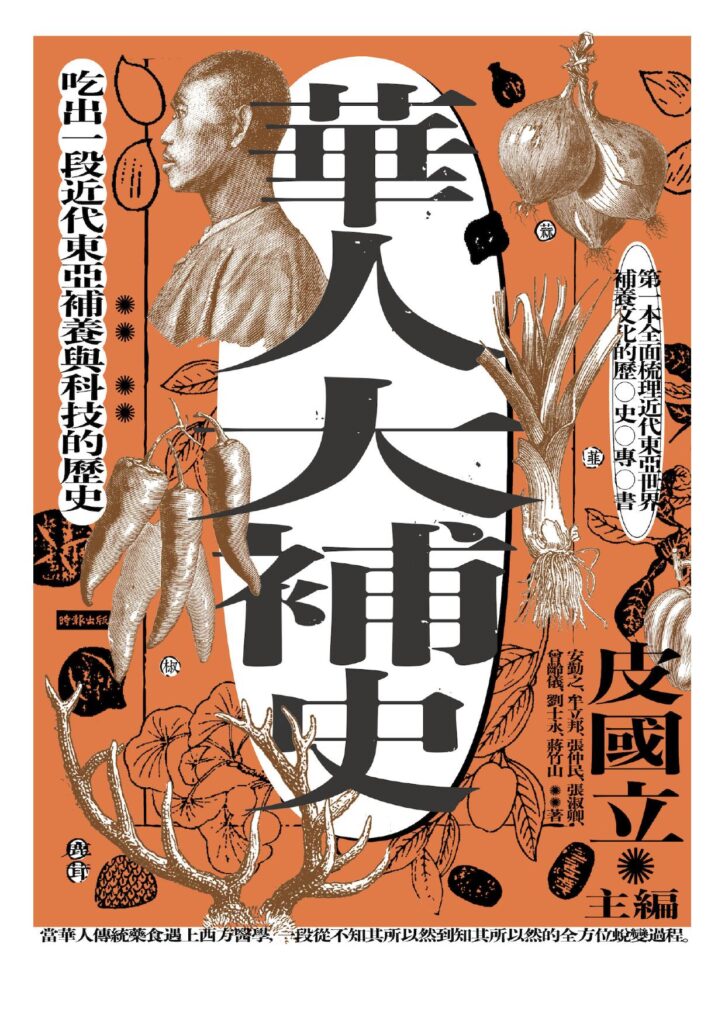 華人大補史
吃出一段近代東亞補養與科技的歷史
第一本全面梳理近代東亞世界
補養文化的歷○史○專○書
蒜
韮
椒
鹿茸
時報出版
皮國立
主編
安勤之、牟立邦、張仲民、張淑卿、
曾齡儀、劉士永、蔣竹山
著
當華人傳統藥食遇上西方醫學,一段從不知其所以然到知其所以然的全方位蛻變過程。